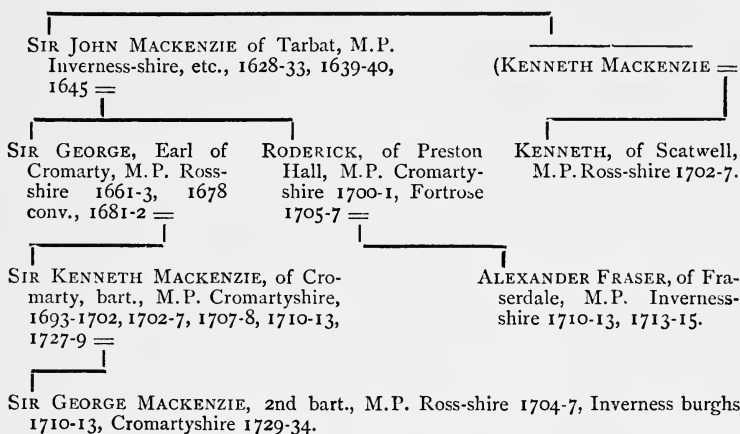 SIR JOHN MACKENZIE of Tarbat, M.P.
Inverness-shire, etc., 1628-33, 1639-40,
1645 =
(KENNETH MACKENZIE =
SIR GEORGE, Earl of
Cromarty, M.P. Ross-
shire 1661-3, 1678
conv., 1681-2 =
RODERICK, of Preston
Hall, M.P. Cromarty-
shire 1700-1, Fortrose
1705-7 =
KENNETH, of Scatwell,
M.P. Ross-shire 1702-7.
SIR KENNETH MACKENZIE, of Cro-
marty, bart., M.P. Cromartyshire,
1693-1702, 1702-7, 1707-8, 1710-13,
1727-9 =
ALEXANDER FRASER, of Fra-
serdale, M.P. Inverness-
shire 1710-13, 1713-15.
SIR GEORGE MACKENZIE, 2nd bart., M.P. Ross-shire 1704-7, Inverness burghs
1710-13, Cromartyshire 1729-34.